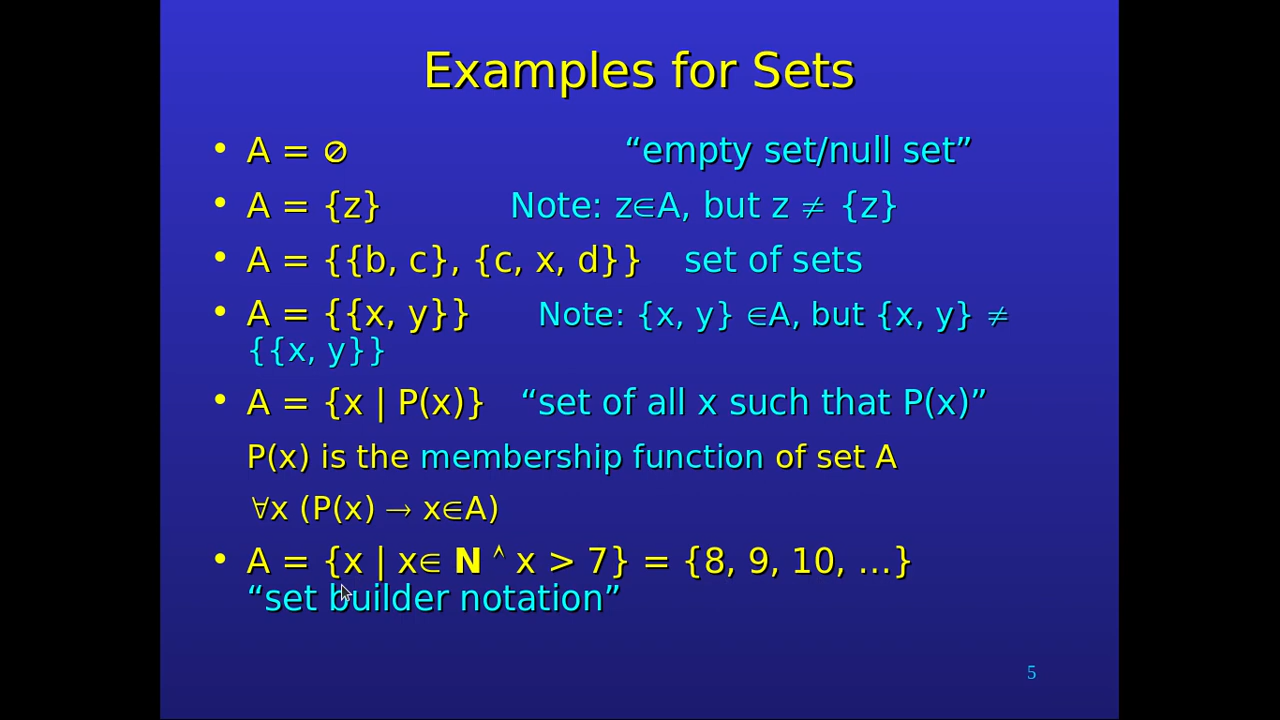 Examples for Sets
• A = ∅ “empty set/null set”
• A = {z} Note: z∈A, but z ≠ {z}
• A = {{b, c}, {c, x, d}} set of sets
• A = {{x, y}} Note: {x, y} ∈A, but {x, y} ≠
{{x, y}}
• A = {x | P(x)} “set of all x such that P(x)”
P(x) is the membership function of set A
∀x (P(x) → x∈A)
• A = {x | x∈ N ^ x > 7} = {8, 9, 10, …}
“set builder notation”
5